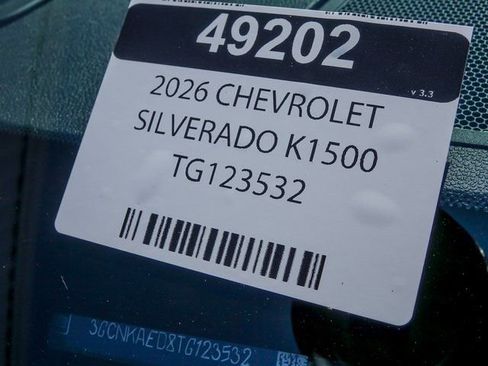 49202
v 3.3
2026 CHEVROLET
SILVERADO K1500
TG123532
3GCNKAED8TG123532